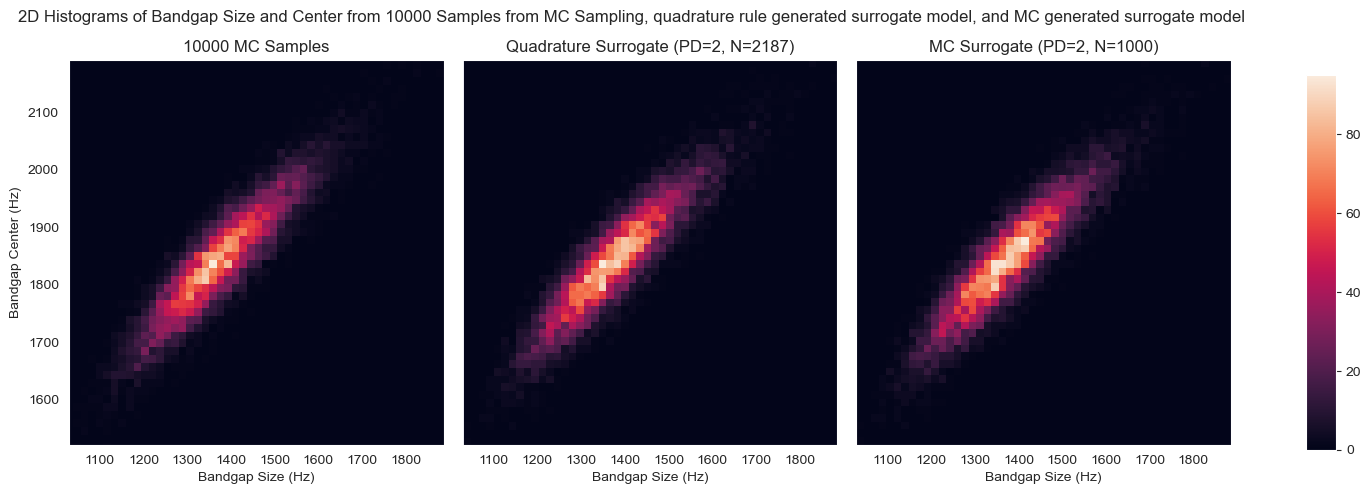 2D Histograms of Bandgap Size and Center from 10000 Samples from MC Sampling, quadrature rule generated surrogate model, and MC generated surrogate model
10000 MC Samples
Quadrature Surrogate (PD=2, N=2187)
MC Surrogate (PD=2, N=1000)
Bandgap Center (Hz)
2100
2000
1900
1800
1700
1600
1100 1200 1300 1400 1500 1600 1700 1800
Bandgap Size (Hz)
1100 1200 1300 1400 1500 1600 1700 1800
Bandgap Size (Hz)
1100 1200 1300 1400 1500 1600 1700 1800
Bandgap Size (Hz)
80
60
40
20
0